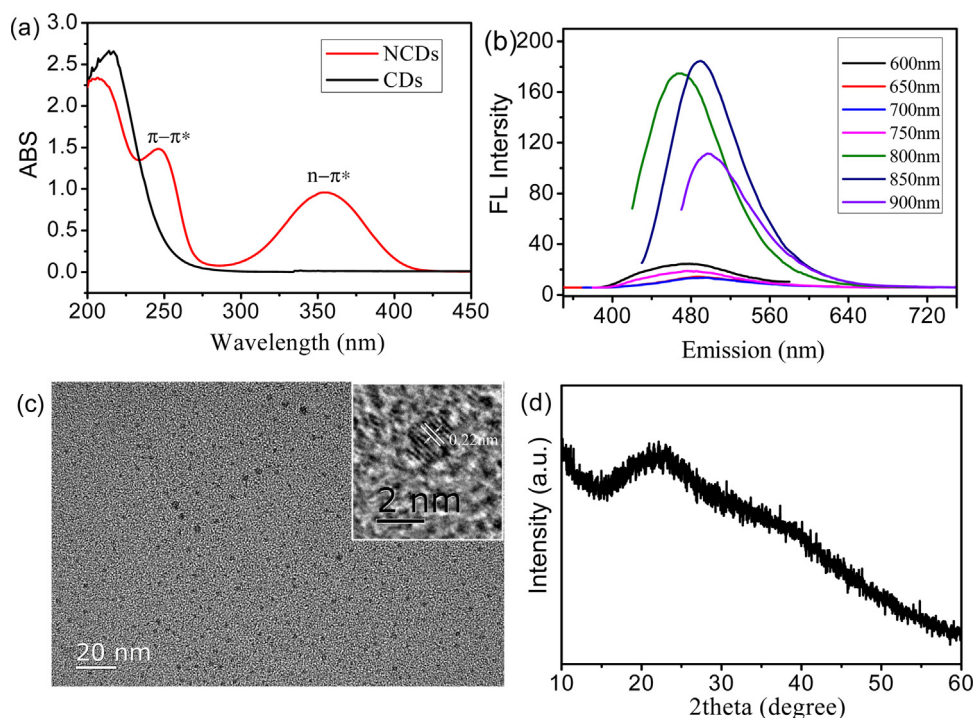 (a)
3.0
2.5
2.0
1.5
1.0
0.5
0.0
ABS
200 250 300 350 400 450
Wavelength (nm)
NCDs
CDs
π−π*
n−π*
(b)
200
160
120
80
40
0
FL Intensity
400 480 560 640 720
Emission (nm)
600nm
650nm
700nm
750nm
800nm
850nm
900nm
(c)
0.22nm
2 nm
20 nm
(d)
Intensity (a.u.)
10 20 30 40 50 60
2theta (degree)